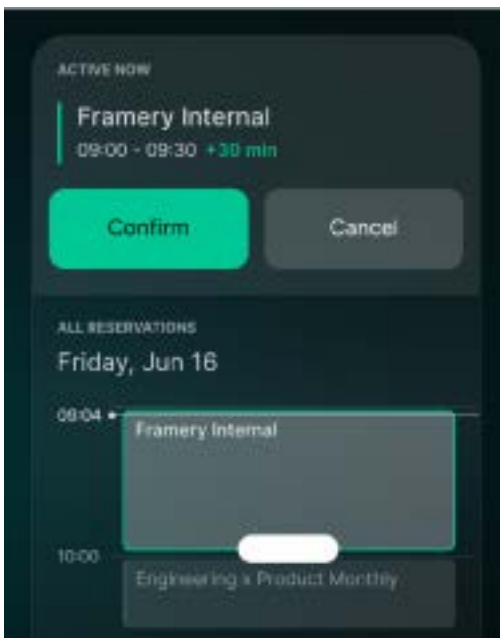 ACTIVE NOW
Framery Internal
09:00 - 09:30 +30 min
Confirm
Cancel
ALL RESERVATIONS
Friday, Jun 16
09:04
Framery Internal
10:00
Engineering x Product Monthly